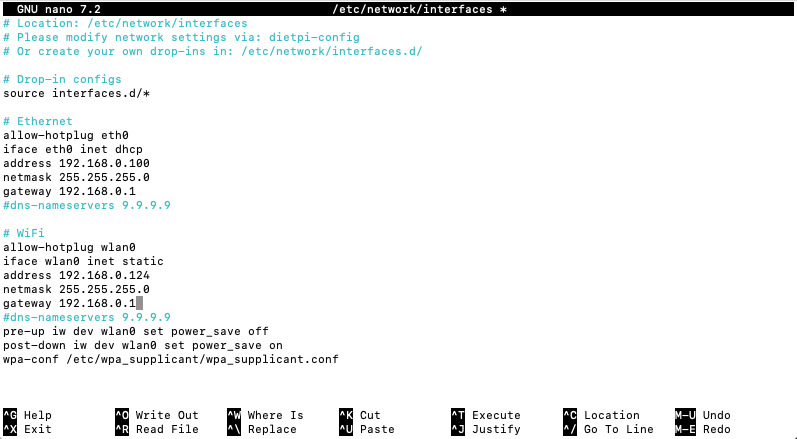 GNU nano 7.2 /etc/network/interfaces *
# Location: /etc/network/interfaces
# Please modify network settings via: dietpi-config
# Or create your own drop-ins in: /etc/network/interfaces.d/
# Drop-in configs
source interfaces.d/*
# Ethernet
allow-hotplug eth0
iface eth0 inet dhcp
address 192.168.0.100
netmask 255.255.255.0
gateway 192.168.0.1
#dns-nameservers 9.9.9.9
# WiFi
allow-hotplug wlan0
iface wlan0 inet static
address 192.168.0.124
netmask 255.255.255.0
gateway 192.168.0.1
#dns-nameservers 9.9.9.9
pre-up iw dev wlan0 set power_save off
post-down iw dev wlan0 set power_save on
wpa-conf /etc/wpa_supplicant/wpa_supplicant.conf
^G Help ^O Write Out ^W Where Is ^K Cut ^T Execute ^C Location M-U Undo
^X Exit ^R Read File ^\ Replace ^U Paste ^J Justify ^/ Go To Line M-E Redo